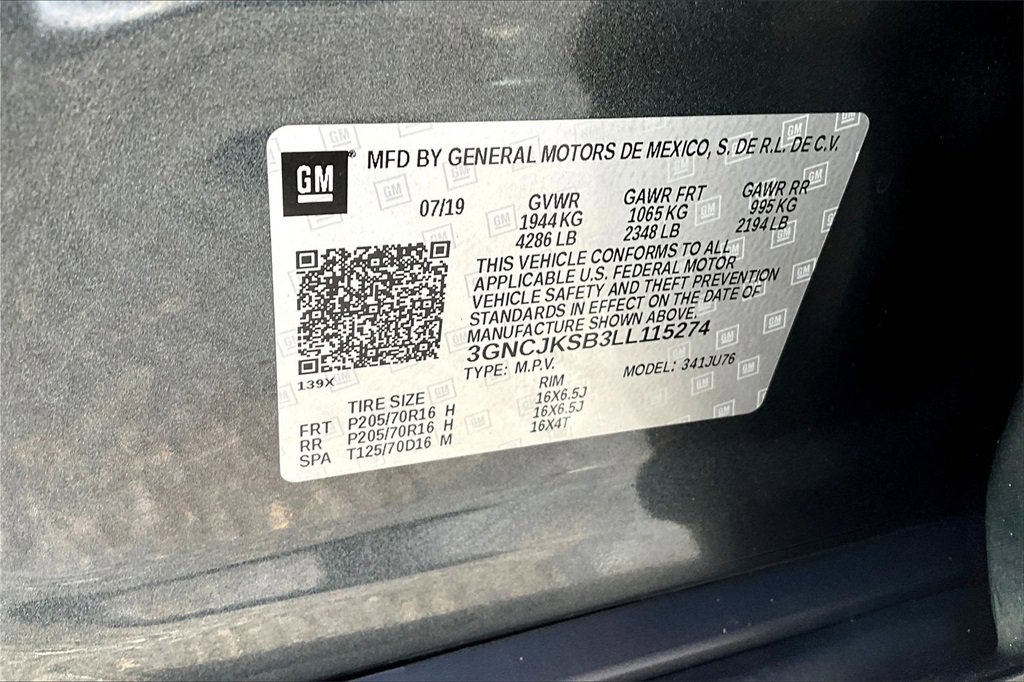 GM® MFD BY GENERAL MOTORS DE MEXICO, S. DE R.L. DE C.V.
07/19 GVWR GAWR FRT GAWR RR
1944 KG 1065 KG 995 KG
4286 LB 2348 LB 2194 LB
THIS VEHICLE CONFORMS TO ALL
APPLICABLE U.S. FEDERAL MOTOR
VEHICLE SAFETY AND THEFT PREVENTION
STANDARDS IN EFFECT ON THE DATE OF
MANUFACTURE SHOWN ABOVE.
3GNCJKSB3LL115274
139X TYPE: M.P.V. MODEL: 341JU76
TIRE SIZE RIM
FRT P205/70R16 H 16X6.5J
RR P205/70R16 H 16X6.5J
SPA T125/70D16 M 16X4T